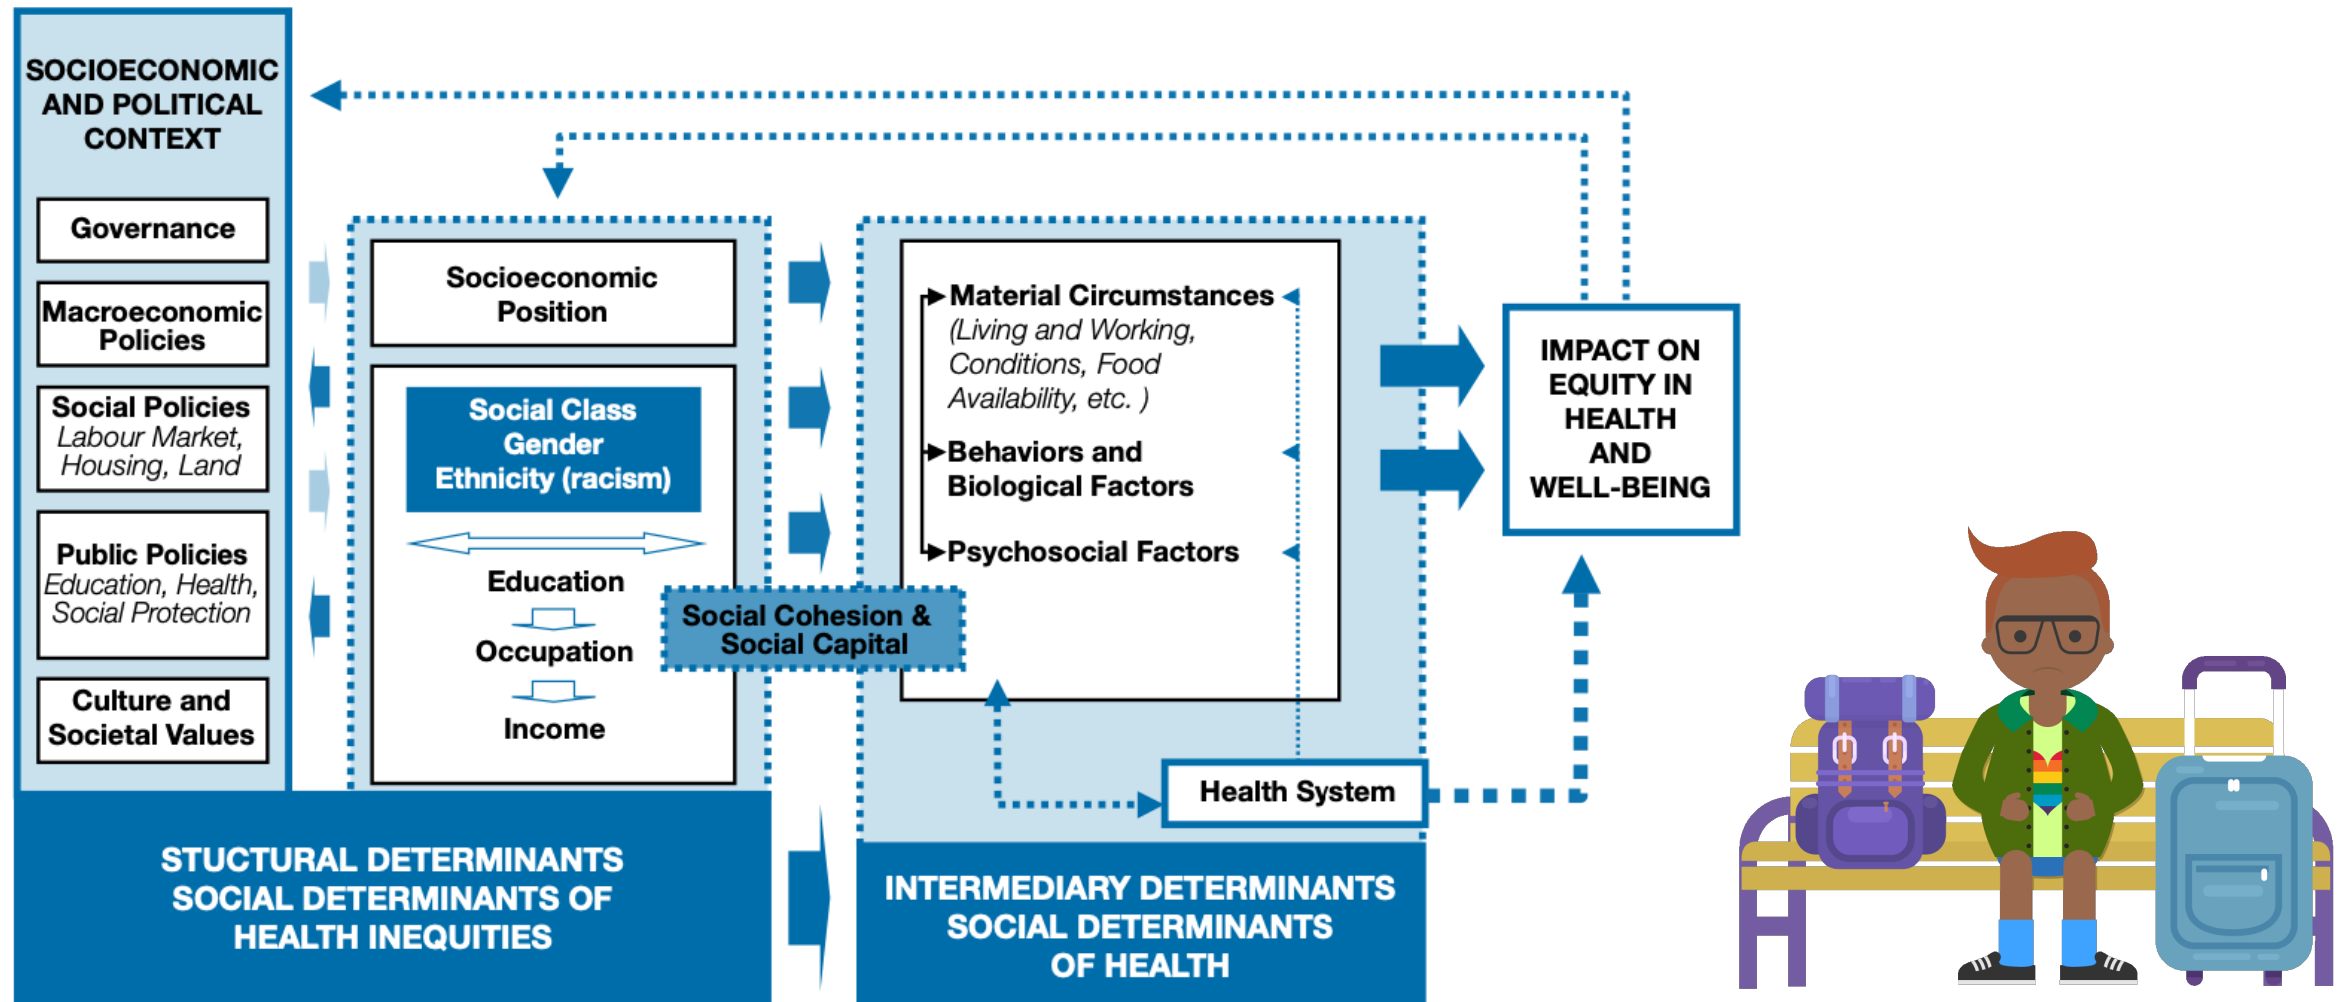 SOCIOECONOMIC
AND POLITICAL
CONTEXT
Governance
Macroeconomic
Policies
Social Policies
Labour Market,
Housing, Land
Public Policies
Education, Health,
Social Protection
Culture and
Societal Values
Socioeconomic
Position
Social Class
Gender
Ethnicity (racism)
Education
Occupation
Income
Social Cohesion &
Social Capital
Material Circumstances
(Living and Working,
Conditions, Food
Availability, etc. )
Behaviors and
Biological Factors
Psychosocial Factors
Health System
IMPACT ON
EQUITY IN
HEALTH
AND
WELL-BEING
STUCTURAL DETERMINANTS
SOCIAL DETERMINANTS OF
HEALTH INEQUITIES
INTERMEDIARY DETERMINANTS
SOCIAL DETERMINANTS
OF HEALTH